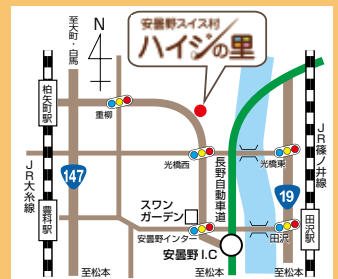 至大町・白馬
N
安曇野スイス村
ハイジの里
柏矢町駅
重柳
JR大糸線
147
光橋西
長野自動車道
光橋東
JR篠ノ井線
19
豊科駅
スワン
ガーデン
安曇野インター
田沢
田沢駅
安曇野 I.C
至松本
至松本
至松本